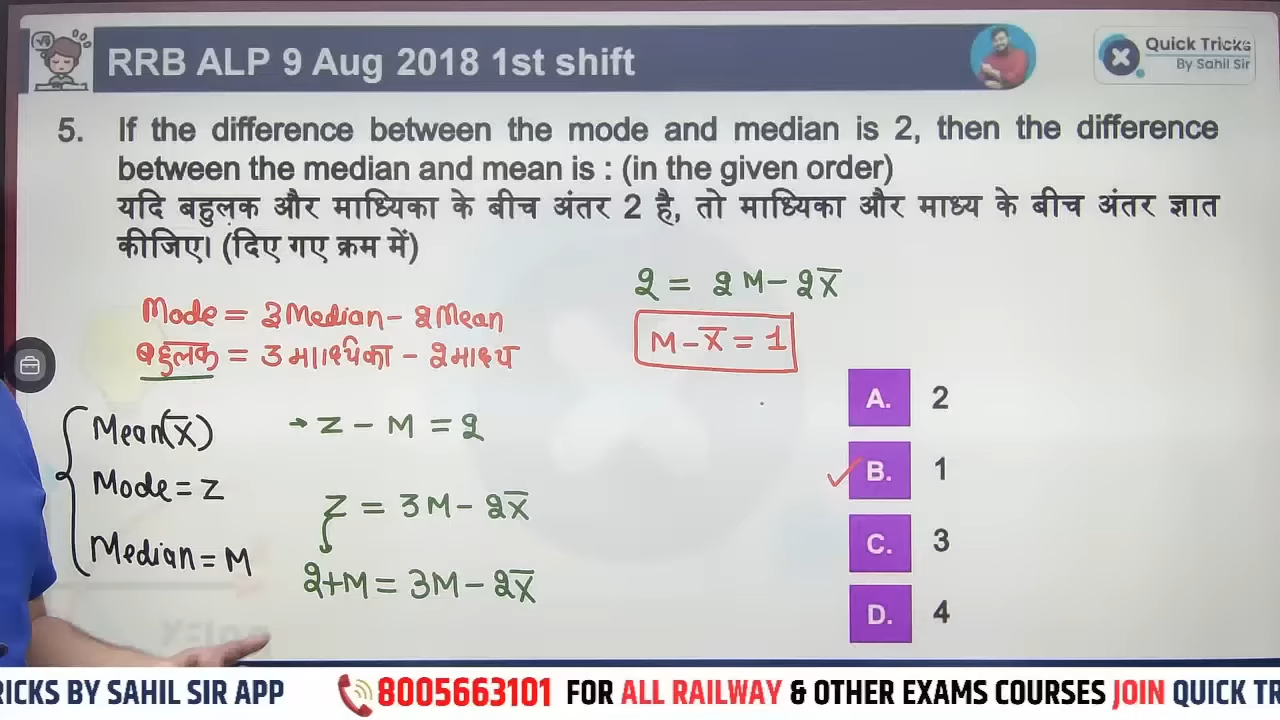 RRB ALP 9 Aug 2018 1st shift
Quick Tricks
By Sahil Sir
5. If the difference between the mode and median is 2, then the difference
between the median and mean is : (in the given order)
यदि बहुलक और माध्यिका के बीच अंतर 2 है, तो माध्यिका और माध्य के बीच अंतर ज्ञात
कीजिए। (दिए गए क्रम में)
Mode = 3Median - 2Mean
बहुलक = 3माध्यिका - 2माध्य
Mean(x̅)
Mode = Z
Median = M
→ Z - M = 2
Z = 3M - 2x̅
2+M = 3M - 2x̅
2 = 2M - 2x̅
M - x̅ = 1
A. 2
B. 1
C. 3
D. 4
RICKS BY SAHIL SIR APP 8005663101 FOR ALL RAILWAY & OTHER EXAMS COURSES JOIN QUICK TR